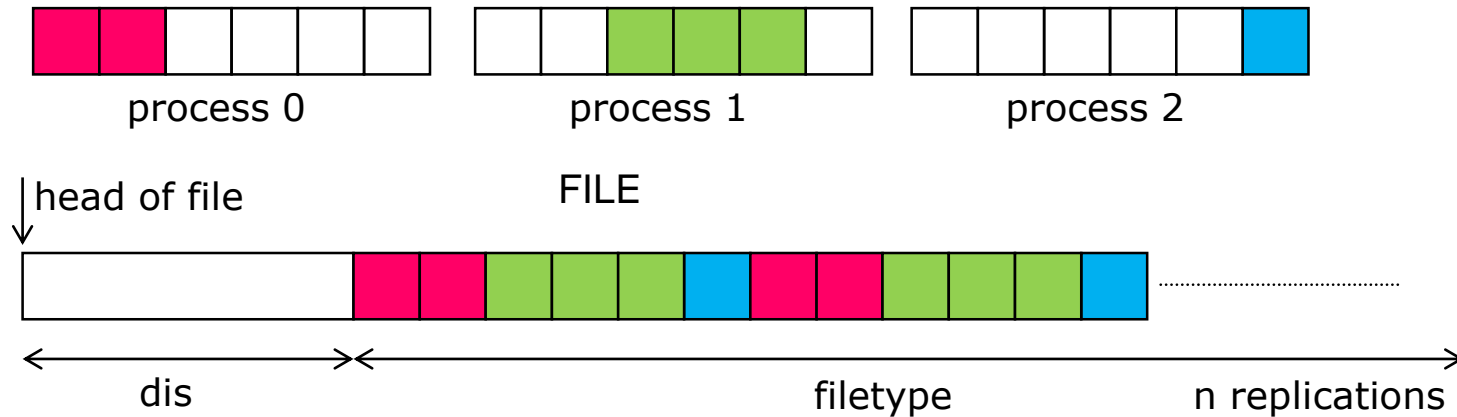 process 0
process 1
process 2
head of file
FILE
dis
filetype
n replications